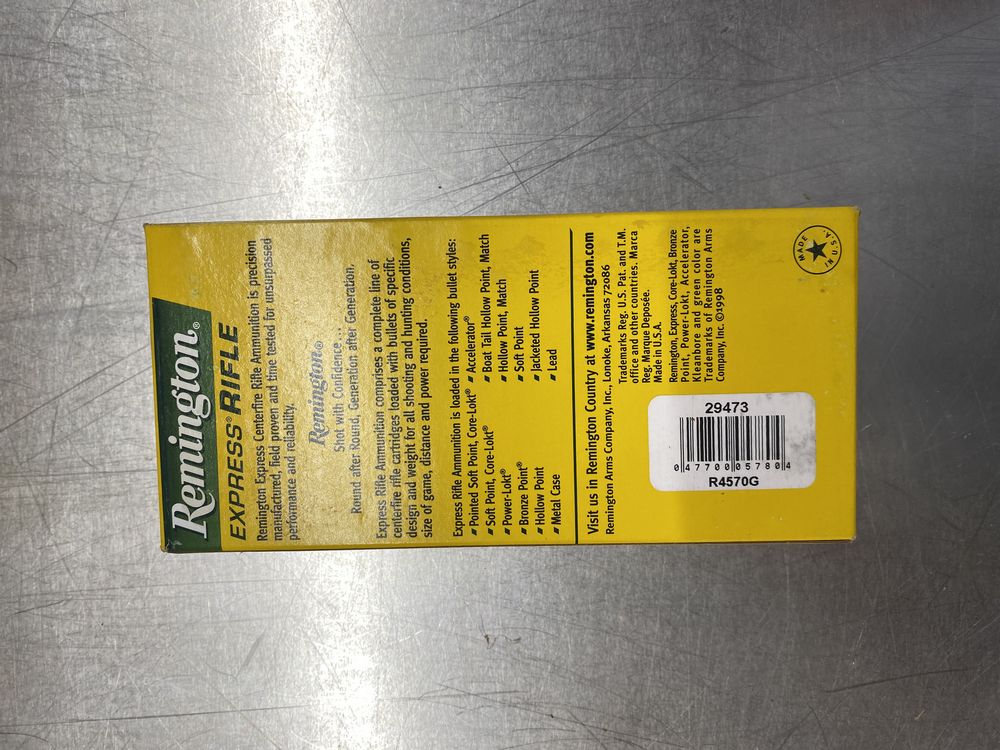 Remington®
EXPRESS® RIFLE
Remington Express Centerfire Rifle Ammunition is precision
manufactured, field proven and time tested for unsurpassed
performance and reliability.
Remington®
Shot with Confidence...
Round after Round, Generation after Generation.
Express Rifle Ammunition comprises a complete line of
centerfire rifle cartridges loaded with bullets of specific
design and weight for all shooting and hunting conditions,
size of game, distance and power required.
Express Rifle Ammunition is loaded in the following bullet styles:
Pointed Soft Point, Core-Lokt®
Soft Point, Core-Lokt®
Power-Lokt®
Bronze Point®
Hollow Point
Metal Case
Accelerator®
Boat Tail Hollow Point, Match
Hollow Point, Match
Soft Point
Jacketed Hollow Point
Lead
Visit us in Remington Country at www.remington.com
Remington Arms Company, Inc., Lonoke, Arkansas 72086
Trademarks Reg. U.S. Pat. and T.M.
office and other countries. Marca
Reg. Marque Deposée.
Made in U.S.A.
Remington, Express, Core-Lokt, Bronze
Point, Power-Lokt, Accelerator,
Kleanbore and green color are
Trademarks of Remington Arms
Company, Inc. ©1998
29473
0 47700 05780 4
R4570G
MADE
IN U.S.A.